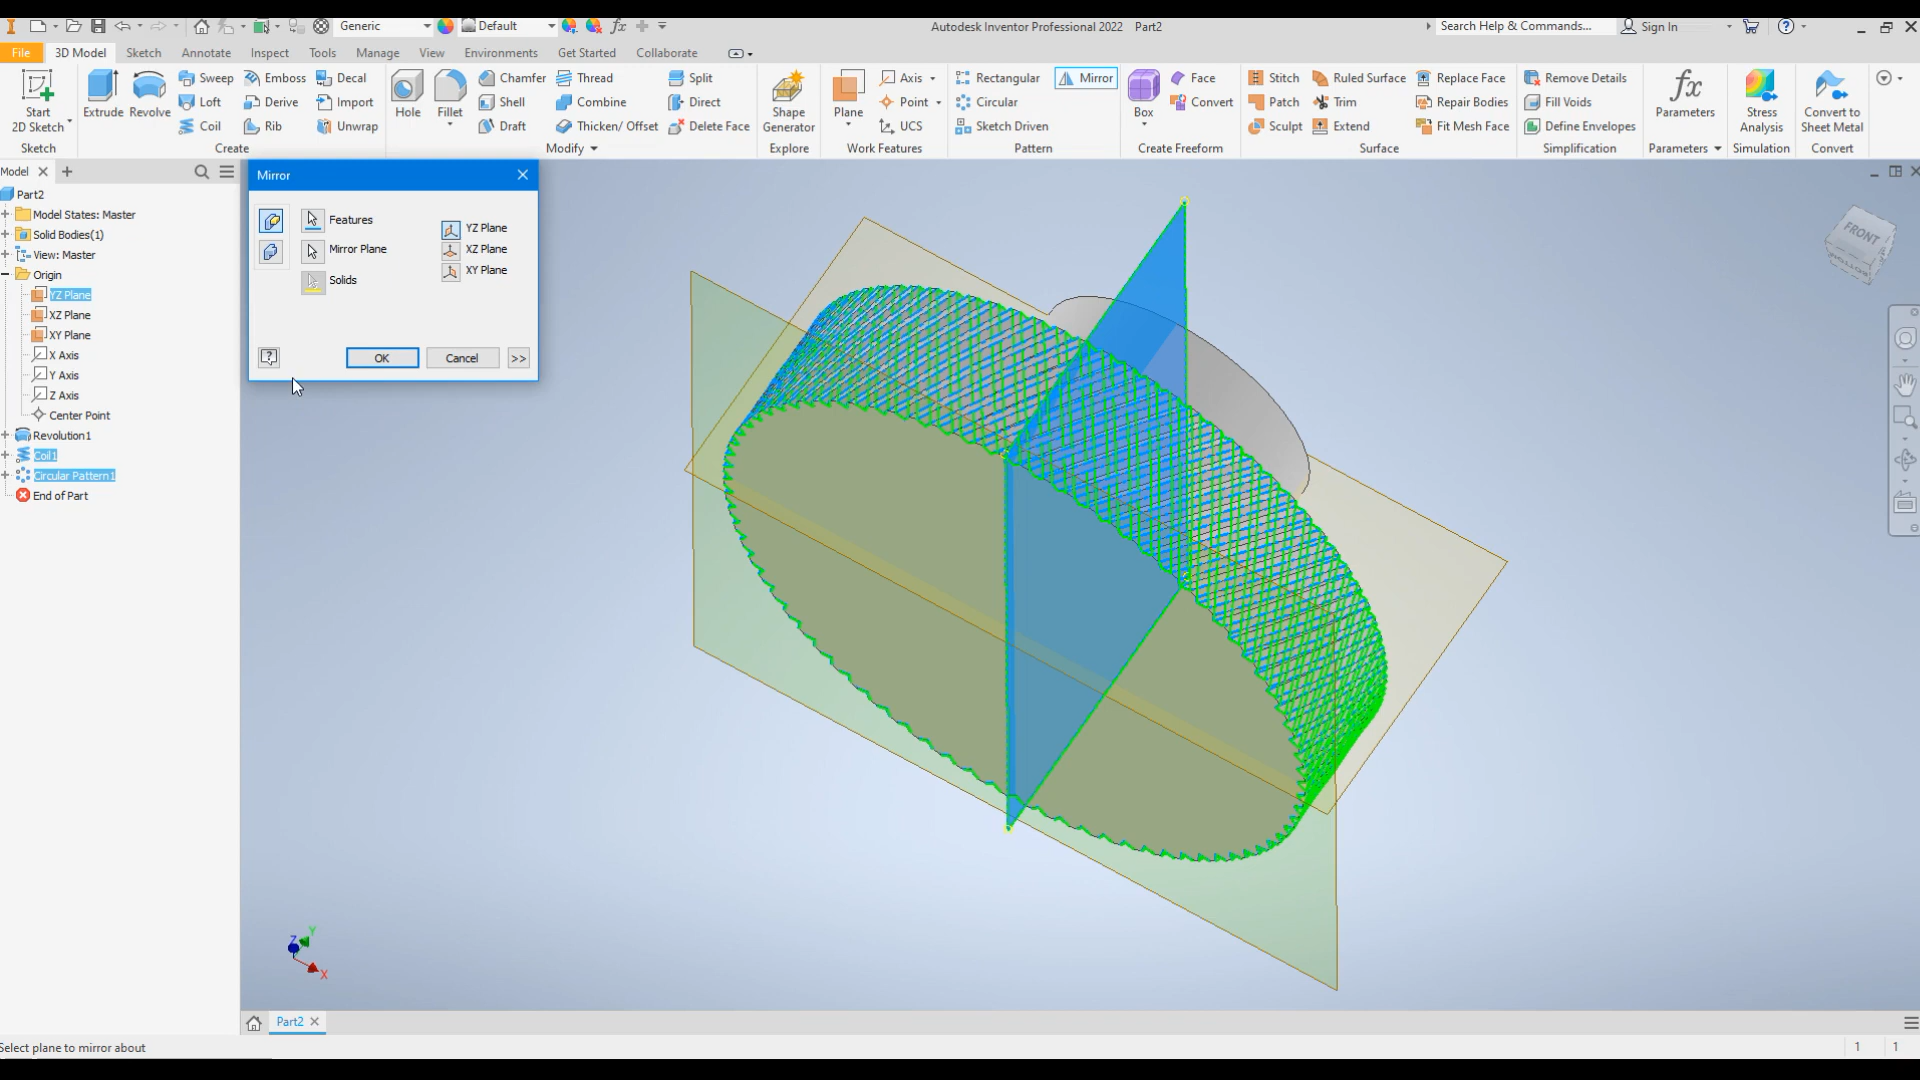 Generic
Default
fx
Autodesk Inventor Professional 2022 Part2
Search Help & Commands...
Sign In
File
3D Model
Sketch
Annotate
Inspect
Tools
Manage
View
Environments
Get Started
Collaborate
Start
2D Sketch
Sketch
Extrude
Revolve
Sweep
Loft
Coil
Emboss
Derive
Rib
Decal
Import
Unwrap
Create
Hole
Fillet
Chamfer
Shell
Draft
Thread
Combine
Thicken/ Offset
Split
Direct
Delete Face
Modify
Shape
Generator
Explore
Plane
Axis
Point
UCS
Work Features
Rectangular
Circular
Sketch Driven
Mirror
Pattern
Box
Face
Convert
Create Freeform
Stitch
Patch
Sculpt
Ruled Surface
Trim
Extend
Replace Face
Repair Bodies
Fit Mesh Face
Surface
Remove Details
Fill Voids
Define Envelopes
Simplification
fx
Parameters
Parameters
Stress
Analysis
Simulation
Convert to
Sheet Metal
Convert
Model
Part2
Model States: Master
Solid Bodies(1)
View: Master
Origin
YZ Plane
XZ Plane
XY Plane
X Axis
Y Axis
Z Axis
Center Point
Revolution1
Coil1
Circular Pattern1
End of Part
Mirror
Features
Mirror Plane
Solids
YZ Plane
XZ Plane
XY Plane
OK
Cancel
>>
FRONT
BOTTOM
Z
Y
X
Part2
Select plane to mirror about
1
1